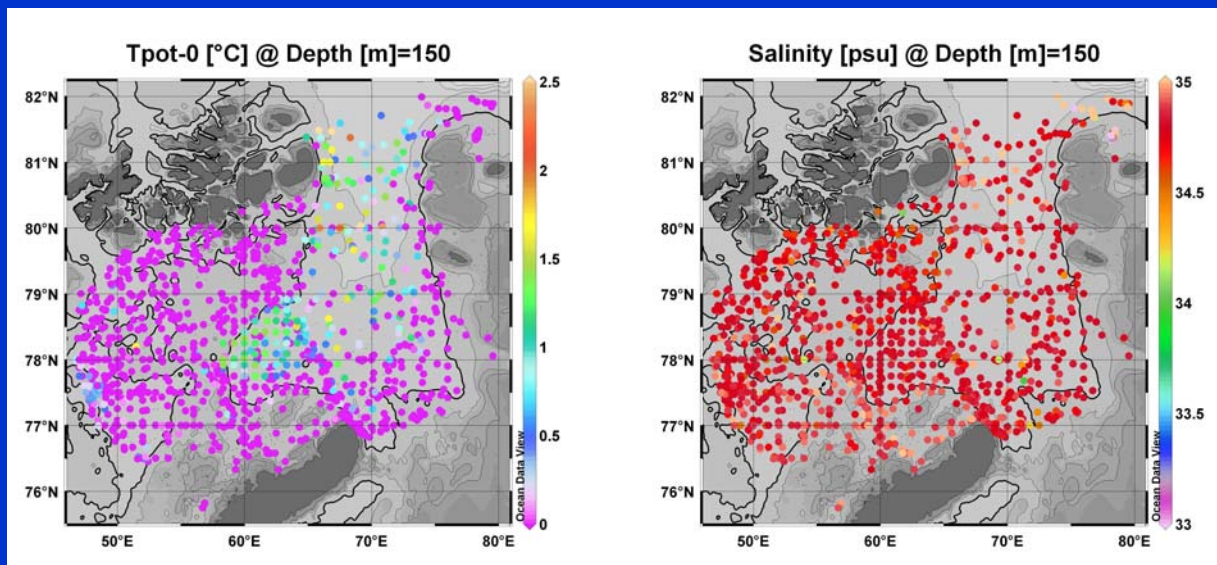 Tpot-0 [°C] @ Depth [m]=150
82°N
81°N
80°N
79°N
78°N
77°N
76°N
50°E 60°E 70°E 80°E
2.5
2
1.5
1
0.5
0
Ocean Data View
Salinity [psu] @ Depth [m]=150
82°N
81°N
80°N
79°N
78°N
77°N
76°N
50°E 60°E 70°E 80°E
35
34.5
34
33.5
33
Ocean Data View